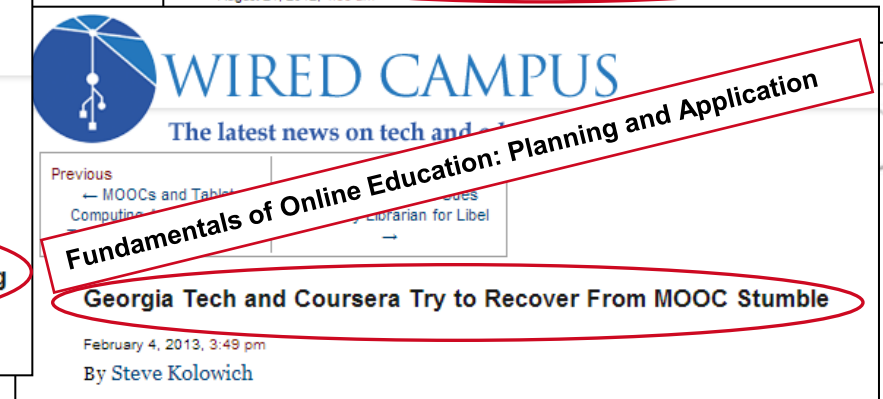 WIRED CAMPUS
The latest news on tech and
Fundamentals of Online Education: Planning and Application
Previous
← MOOCs and Tablet
Computing
Librarian for Libel
→
g
Georgia Tech and Coursera Try to Recover From MOOC Stumble
February 4, 2013, 3:49 pm
By Steve Kolowich